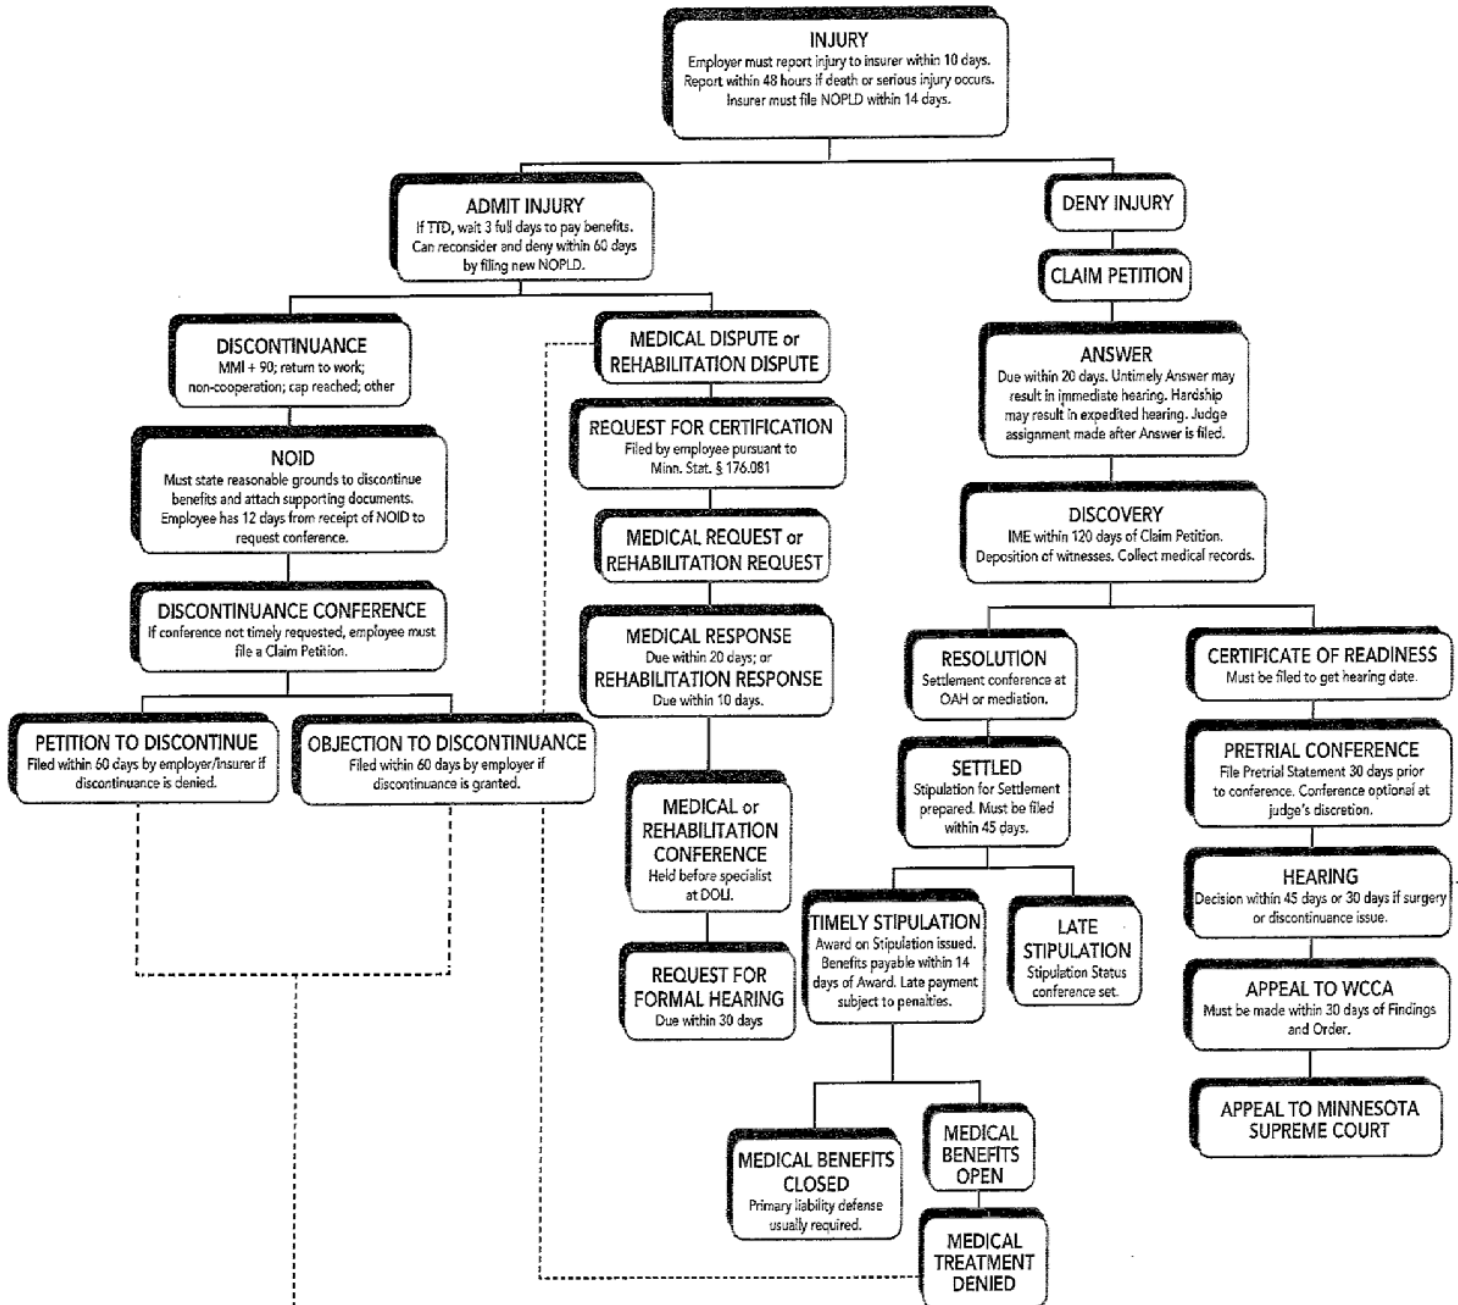 INJURY
Employer must report injury to insurer within 10 days.
Report within 48 hours if death or serious injury occurs.
Insurer must file NOPLD within 14 days.
ADMIT INJURY
If TTD, wait 3 full days to pay benefits.
Can reconsider and deny within 60 days
by filing new NOPLD.
DENY INJURY
CLAIM PETITION
DISCONTINUANCE
MMI + 90; return to work;
non-cooperation; cap reached; other
MEDICAL DISPUTE or
REHABILITATION DISPUTE
ANSWER
Due within 20 days. Untimely Answer may
result in immediate hearing. Hardship
may result in expedited hearing. Judge
assignment made after Answer is filed.
NOID
Must state reasonable grounds to discontinue
benefits and attach supporting documents.
Employee has 12 days from receipt of NOID to
request conference.
REQUEST FOR CERTIFICATION
Filed by employee pursuant to
Minn. Stat. § 176.081
DISCOVERY
IME within 120 days of Claim Petition.
Deposition of witnesses. Collect medical records.
MEDICAL REQUEST or
REHABILITATION REQUEST
DISCONTINUANCE CONFERENCE
If conference not timely requested, employee must
file a Claim Petition.
MEDICAL RESPONSE
Due within 20 days; or
REHABILITATION RESPONSE
Due within 10 days.
RESOLUTION
Settlement conference at
OAH or mediation.
CERTIFICATE OF READINESS
Must be filed to get hearing date.
PETITION TO DISCONTINUE
Filed within 60 days by employer/insurer if
discontinuance is denied.
OBJECTION TO DISCONTINUANCE
Filed within 60 days by employer if
discontinuance is granted.
SETTLED
Stipulation for Settlement
prepared. Must be filed
within 45 days.
PRETRIAL CONFERENCE
File Pretrial Statement 30 days prior
to conference. Conference optional at
judge's discretion.
MEDICAL or
REHABILITATION
CONFERENCE
Held before specialist
at DOLI.
HEARING
Decision within 45 days or 30 days if surgery
or discontinuance issue.
TIMELY STIPULATION
Award on Stipulation issued.
Benefits payable within 14
days of Award. Late payment
subject to penalties.
LATE
STIPULATION
Stipulation Status
conference set.
REQUEST FOR
FORMAL HEARING
Due within 30 days
APPEAL TO WCCA
Must be made within 30 days of Findings
and Order.
APPEAL TO MINNESOTA
SUPREME COURT
MEDICAL BENEFITS
CLOSED
Primary liability defense
usually required.
MEDICAL
BENEFITS
OPEN
MEDICAL
TREATMENT
DENIED